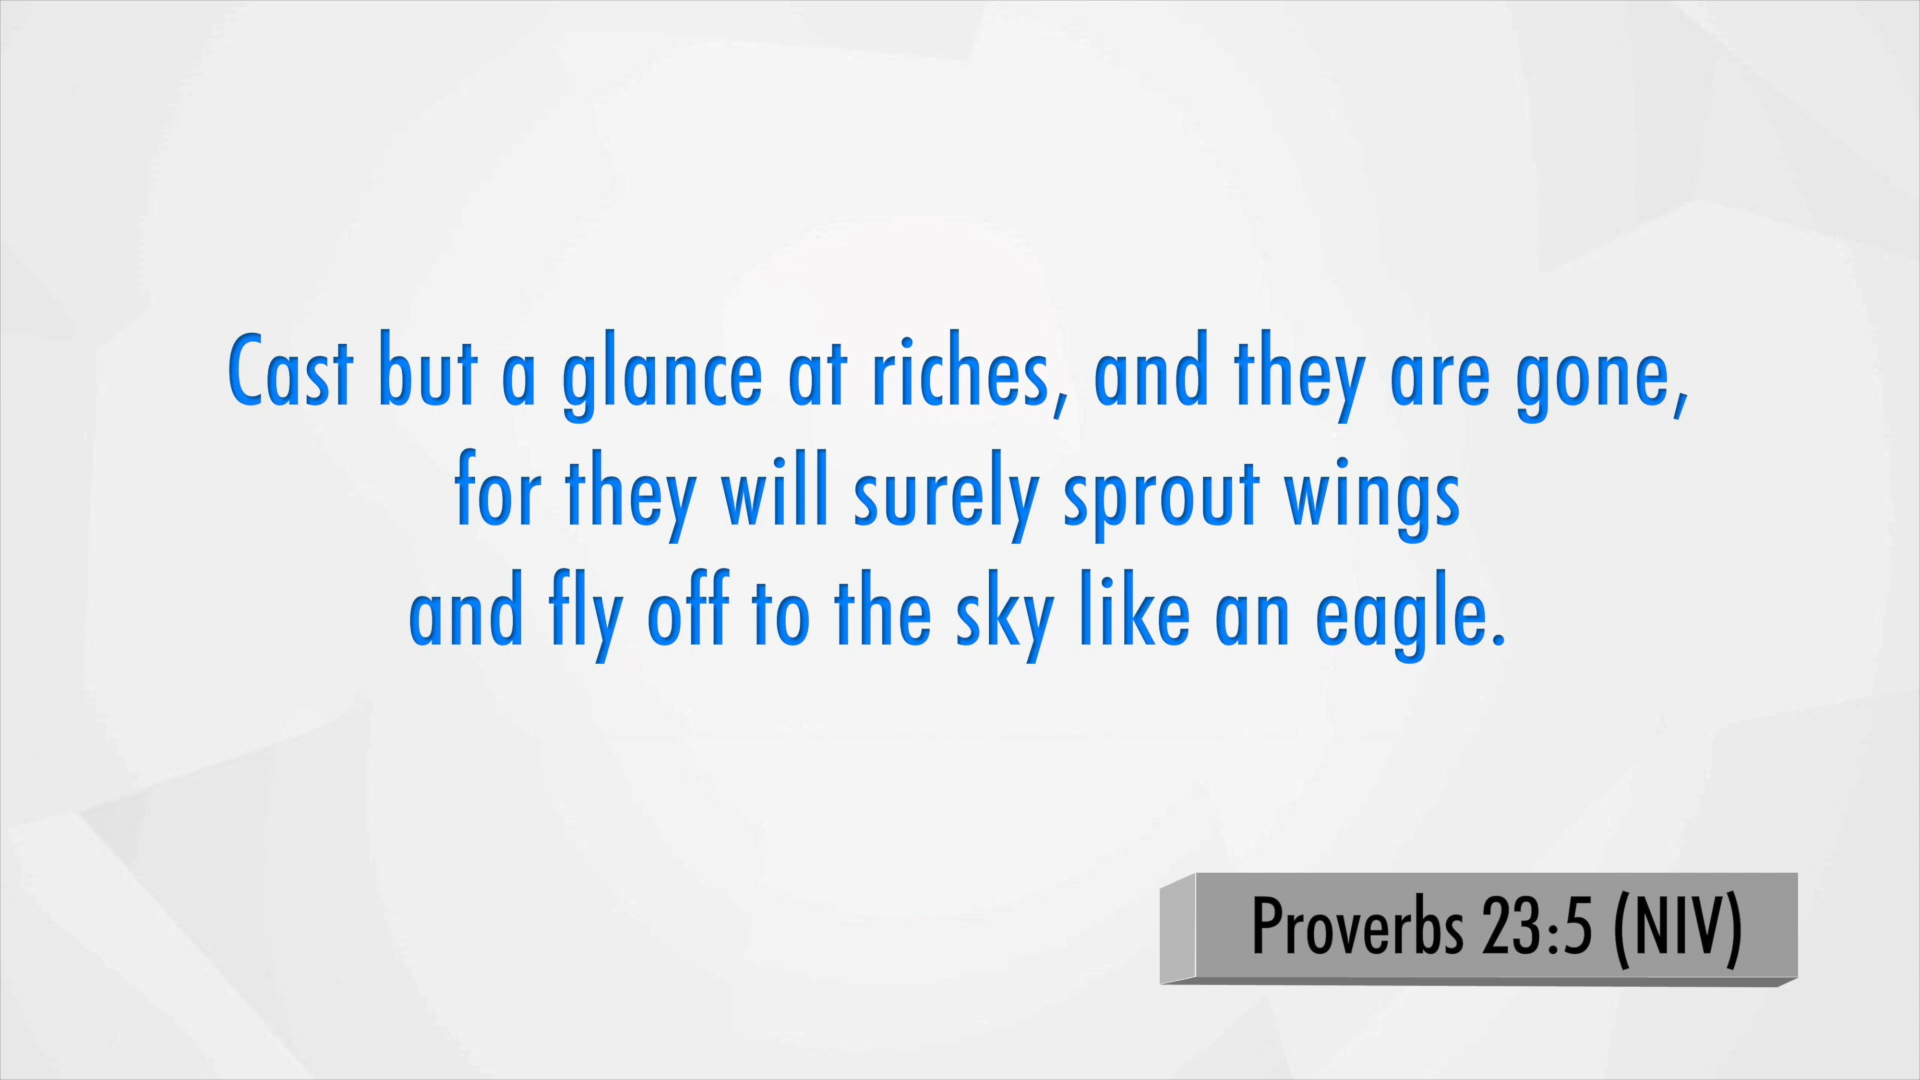 Cast but a glance at riches, and they are gone,
for they will surely sprout wings
and fly off to the sky like an eagle.
Proverbs 23:5 (NIV)